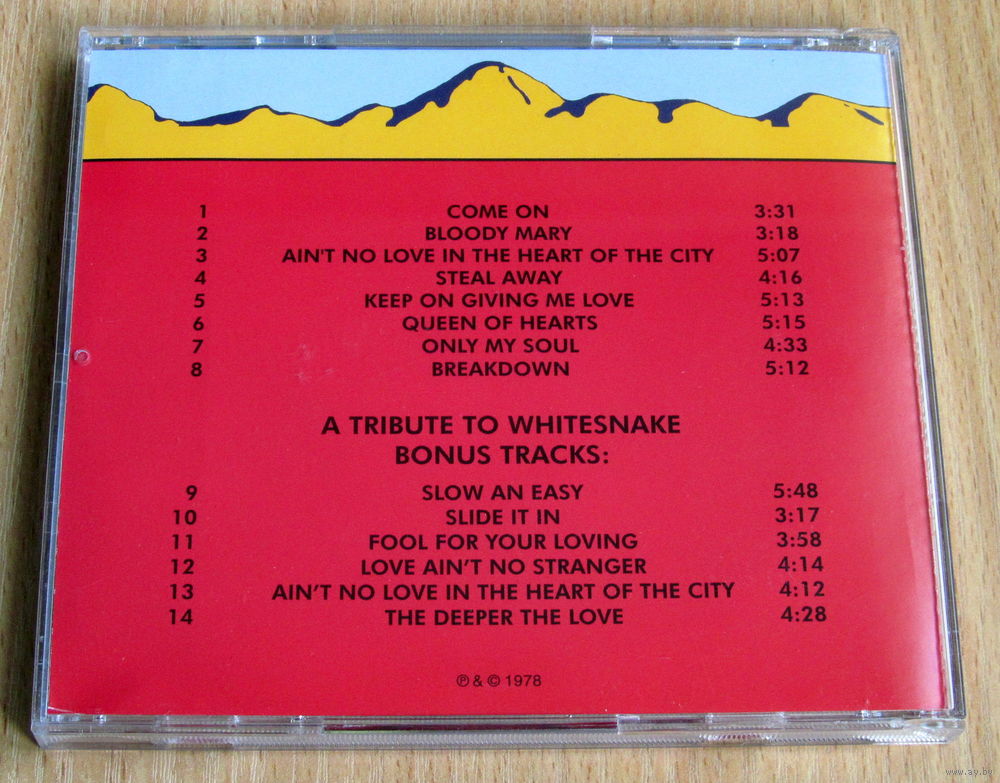 1 COME ON 3:31
2 BLOODY MARY 3:18
3 AIN'T NO LOVE IN THE HEART OF THE CITY 5:07
4 STEAL AWAY 4:16
5 KEEP ON GIVING ME LOVE 5:13
6 QUEEN OF HEARTS 5:15
7 ONLY MY SOUL 4:33
8 BREAKDOWN 5:12
A TRIBUTE TO WHITESNAKE
BONUS TRACKS:
9 SLOW AN EASY 5:48
10 SLIDE IT IN 3:17
11 FOOL FOR YOUR LOVING 3:58
12 LOVE AIN'T NO STRANGER 4:14
13 AIN'T NO LOVE IN THE HEART OF THE CITY 4:12
14 THE DEEPER THE LOVE 4:28
℗ & © 1978
www.ay.by